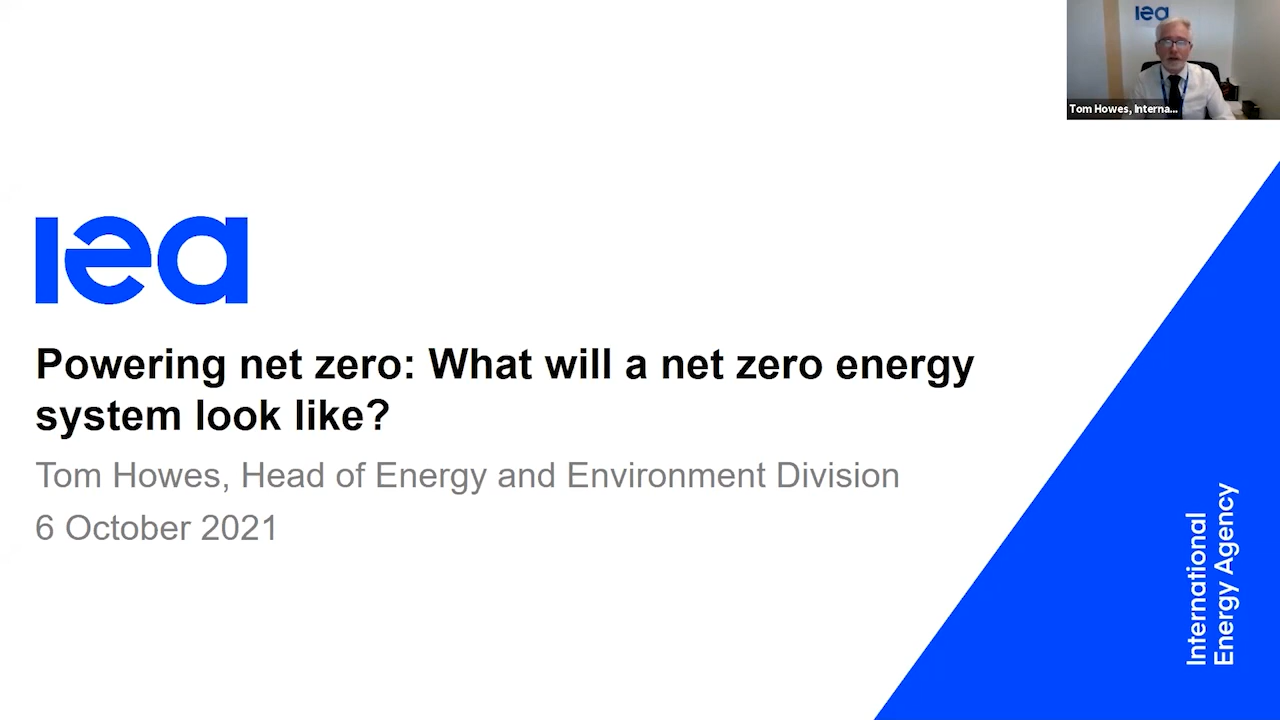 iea
Tom Howes, Interna...
iea
Powering net zero: What will a net zero energy
system look like?
Tom Howes, Head of Energy and Environment Division
6 October 2021
International
Energy Agency